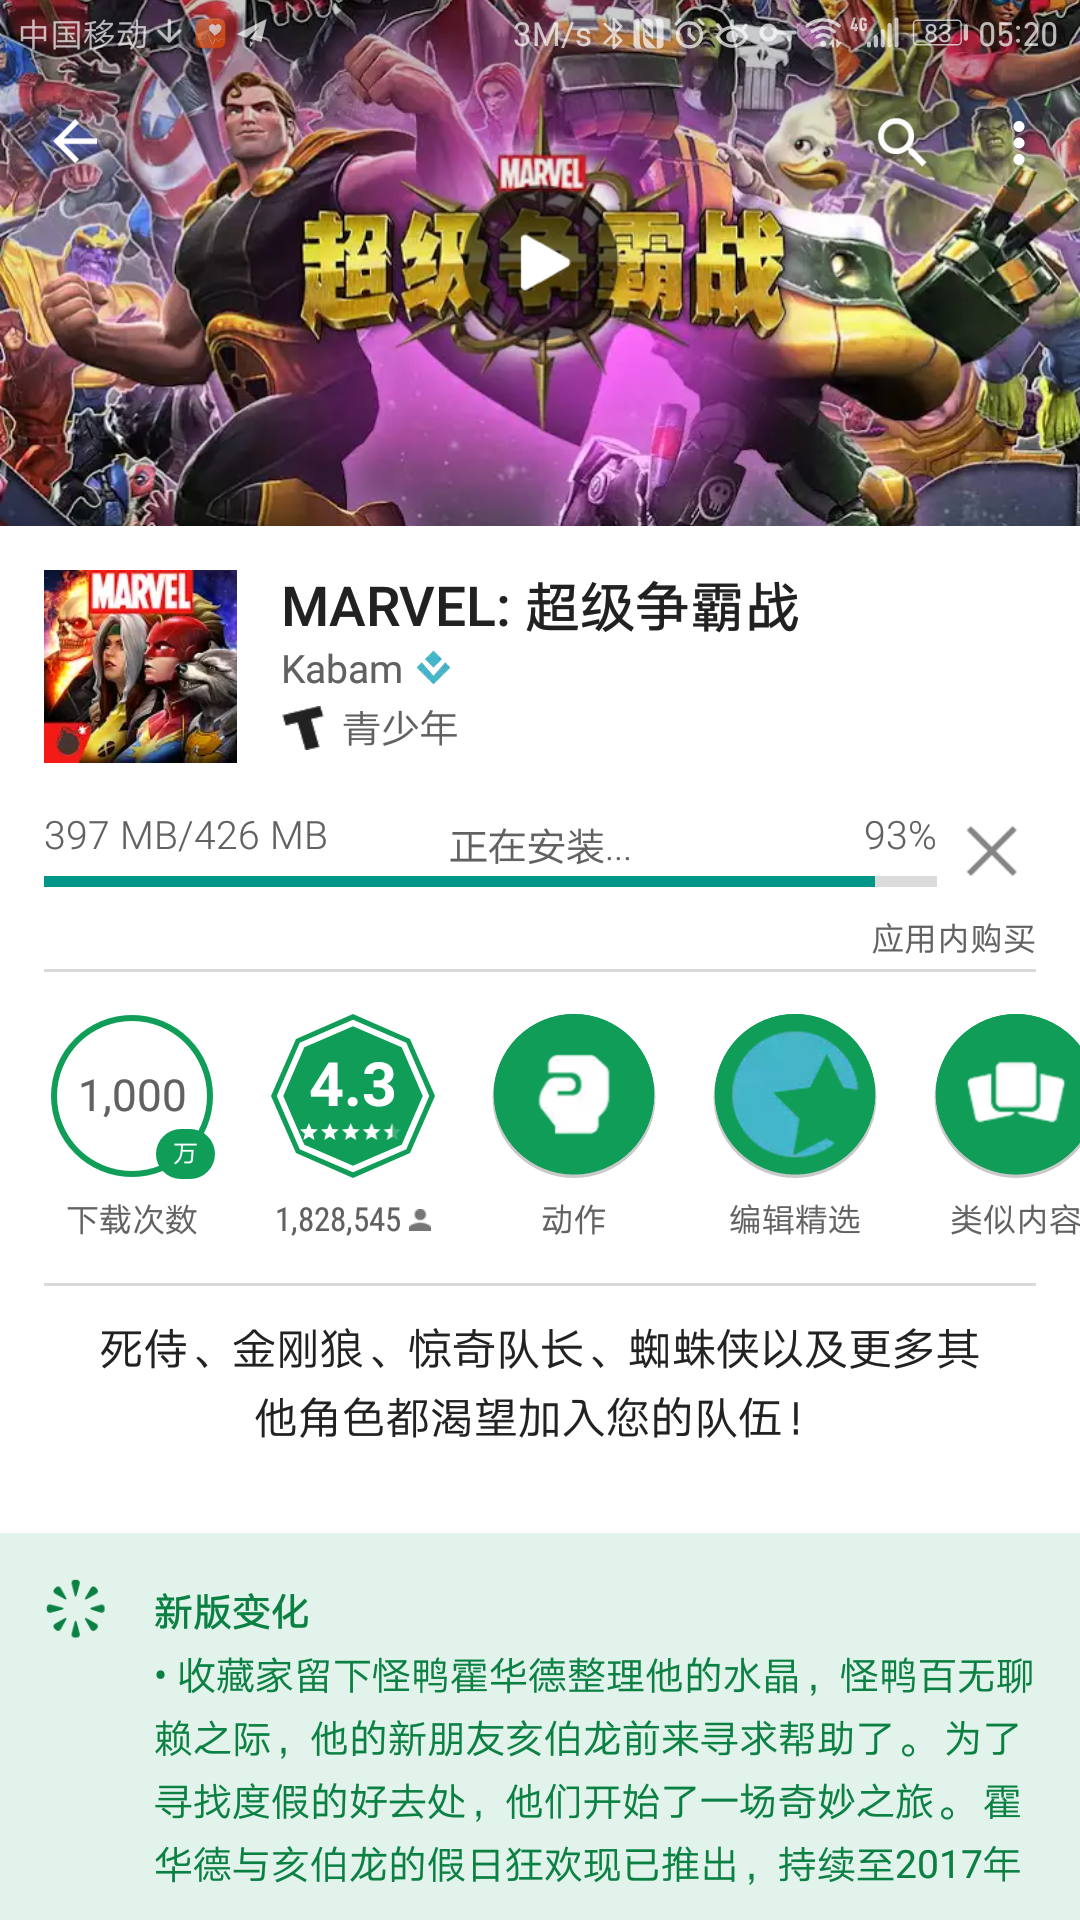 中国移动
3M/s 4G 83 05:20
MARVEL
超级争霸战
MARVEL
MARVEL: 超级争霸战
Kabam
T 青少年
397 MB/426 MB 正在安装... 93%
应用内购买
1,000 万 4.3
下载次数 1,828,545 动作 编辑精选 类似内容
死侍、金刚狼、惊奇队长、蜘蛛侠以及更多其
他角色都渴望加入您的队伍!
新版变化
• 收藏家留下怪鸭霍华德整理他的水晶，怪鸭百无聊
赖之际，他的新朋友亥伯龙前来寻求帮助了。为了
寻找度假的好去处，他们开始了一场奇妙之旅。霍
华德与亥伯龙的假日狂欢现已推出，持续至2017年